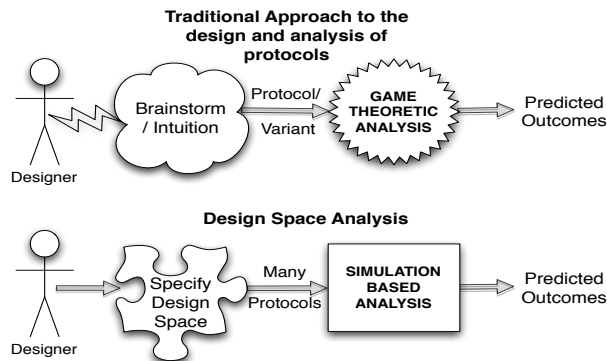 Traditional Approach to the
design and analysis of
protocols
Designer
Brainstorm
/ Intuition
Protocol/
Variant
GAME
THEORETIC
ANALYSIS
Predicted
Outcomes
Design Space Analysis
Designer
Specify
Design
Space
Many
Protocols
SIMULATION
BASED
ANALYSIS
Predicted
Outcomes